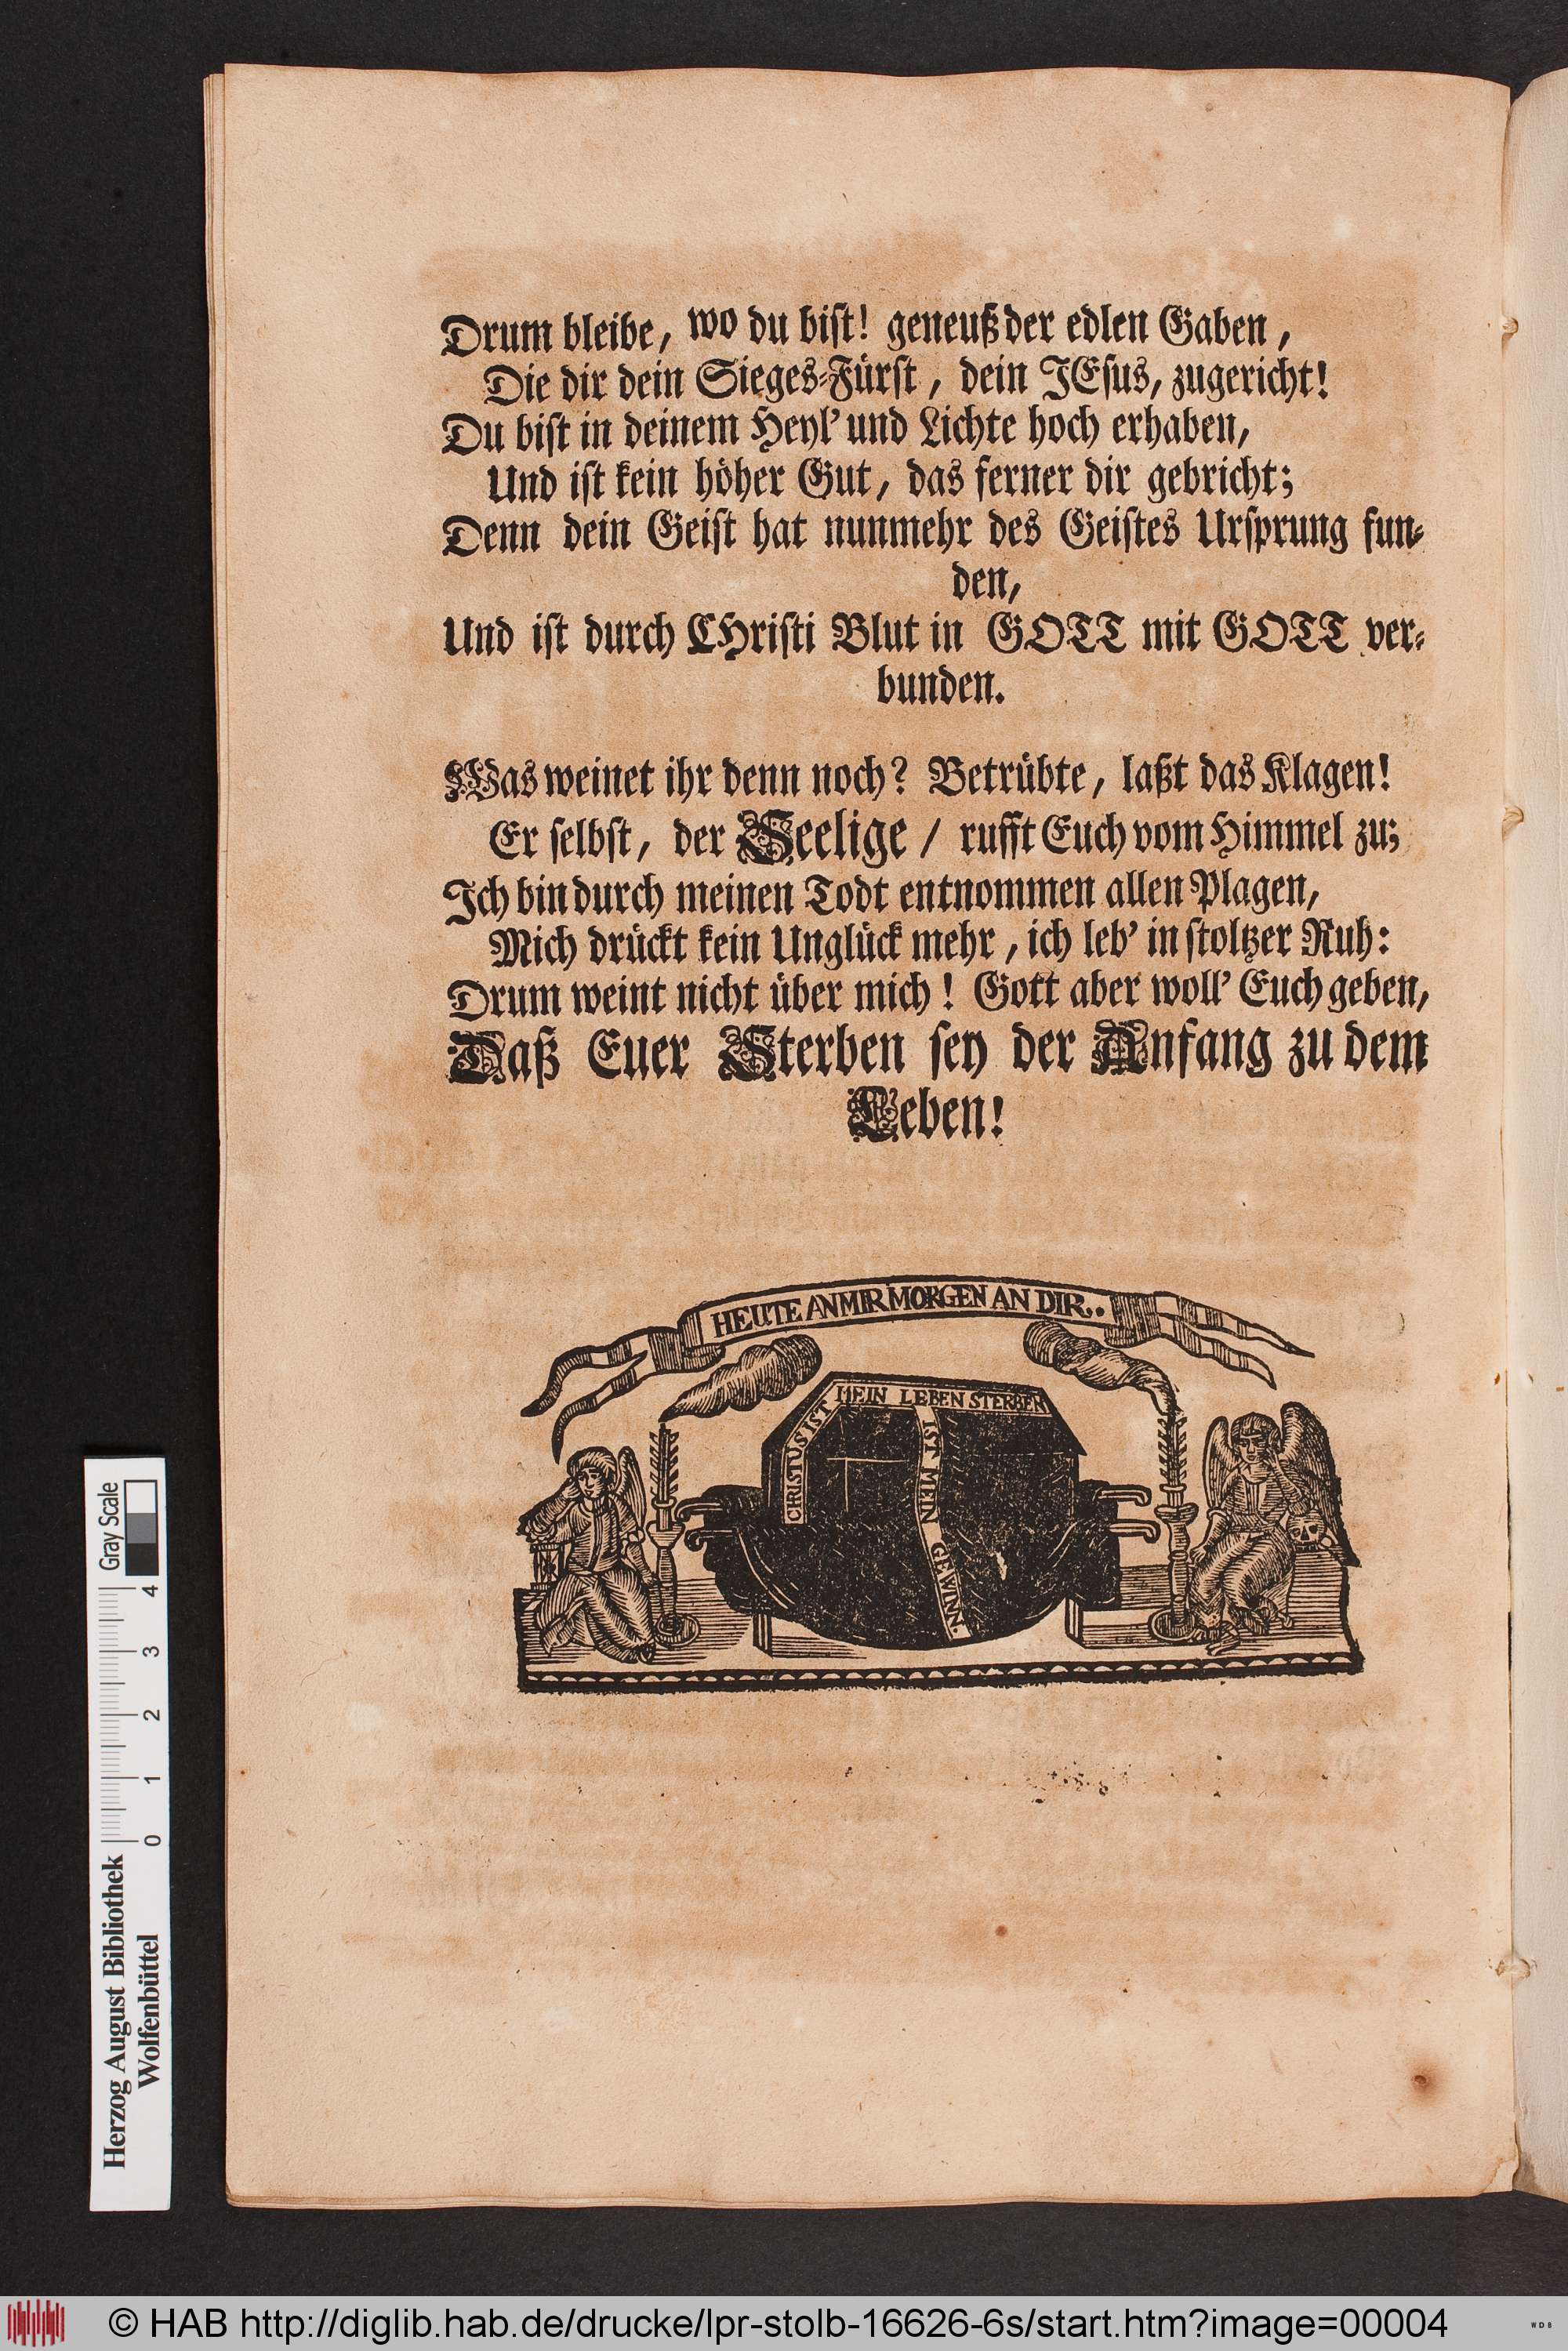 Drum bleibe, wo du bist! geneuß der edlen Gaben,
Die dir dein Sieges-Fürst, dein JEsus, zugericht!
Du bist in deinem Heyl' und Lichte hoch erhaben,
Und ist kein höher Gut, das ferner dir gebricht;
Denn dein Geist hat nunmehr des Geistes Ursprung fun-
den,
Und ist durch CHristi Blut in GOTT mit GOTT ver-
bunden.
Was weinet ihr denn noch? Betrübte, laßt das Klagen!
Er selbst, der Seelige / rufft Euch vom Himmel zu;
Ich bin durch meinen Todt entnommen allen Plagen,
Mich drückt kein Unglück mehr, ich leb' in stoltzer Ruh:
Drum weint nicht über mich! Gott aber woll' Euch geben,
Daß Euer Sterben sey der Anfang zu dem
Leben!
HEUTE AN MIR MORGEN AN DIR..
CHRISTUS IST MEIN LEBEN STERBEN
IST MEIN GEWINN.
Herzog August Bibliothek
Wolfenbüttel
0 1 2 3 4
Gray Scale
© HAB http://diglib.hab.de/drucke/lpr-stolb-16626-6s/start.htm?image=00004
WDB